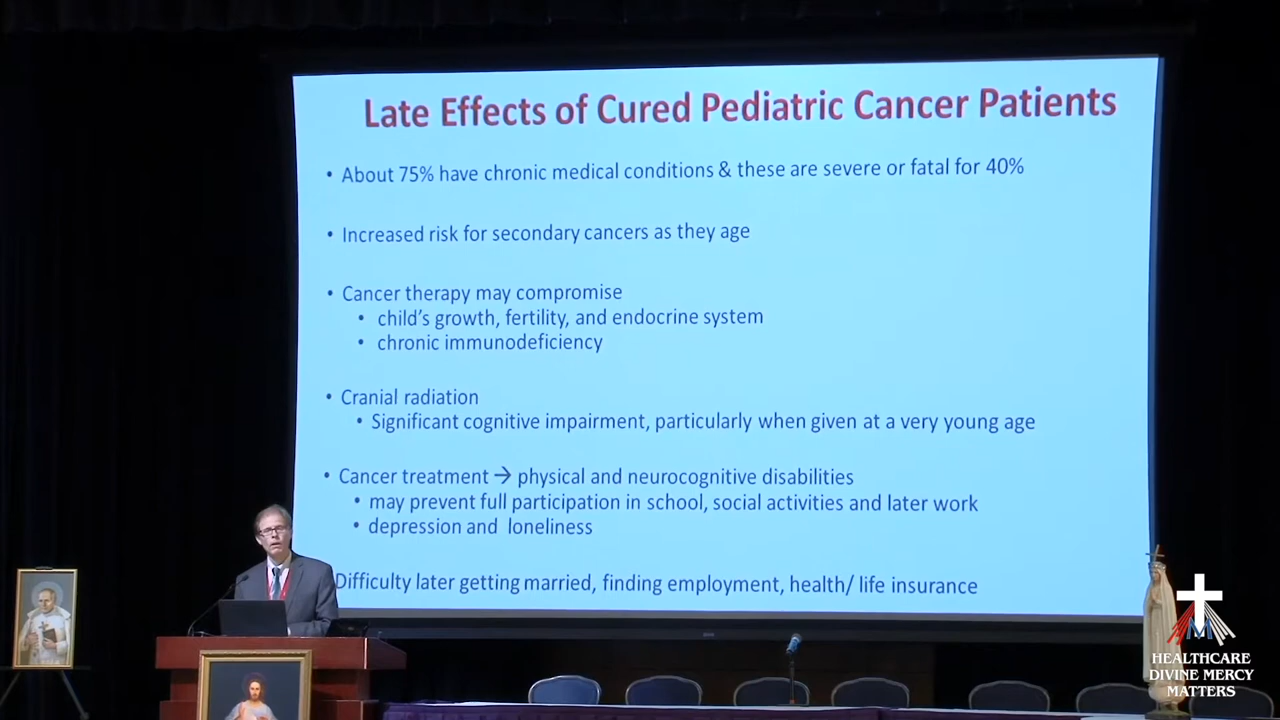 Late Effects of Cured Pediatric Cancer Patients
• About 75% have chronic medical conditions & these are severe or fatal for 40%
• Increased risk for secondary cancers as they age
• Cancer therapy may compromise
• child's growth, fertility, and endocrine system
• chronic immunodeficiency
• Cranial radiation
• Significant cognitive impairment, particularly when given at a very young age
• Cancer treatment → physical and neurocognitive disabilities
• may prevent full participation in school, social activities and later work
• depression and loneliness
Difficulty later getting married, finding employment, health/ life insurance
HEALTHCARE
DIVINE MERCY
MATTERS